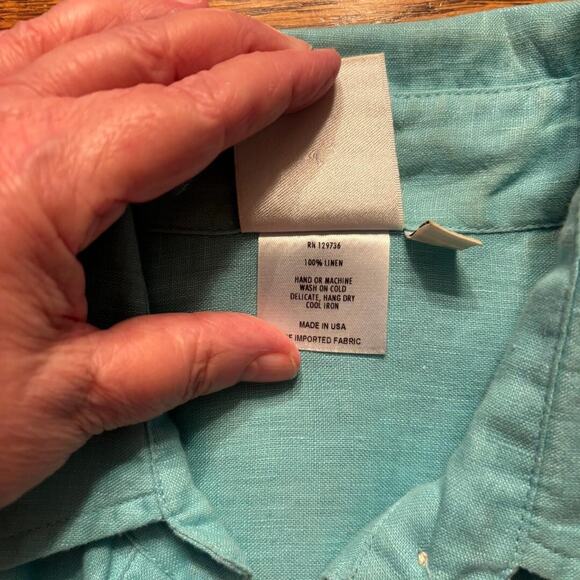 RN 129736
100% LINEN
HAND OR MACHINE
WASH ON COLD
DELICATE, HANG DRY
COOL IRON
MADE IN USA
IMPORTED FABRIC